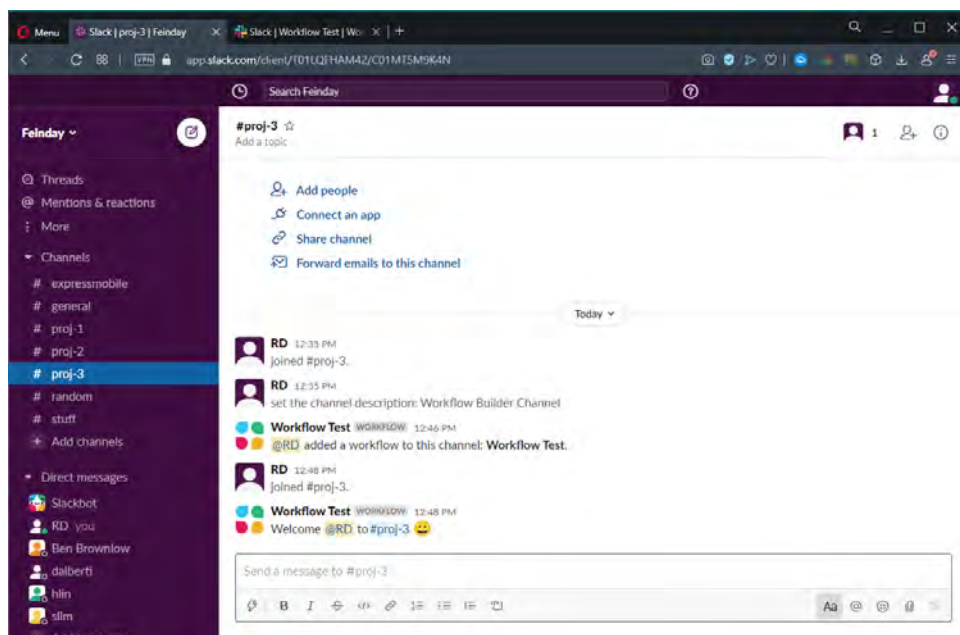 Menu
Slack | proj-3 | Feinday
Slack | Workflow Test | Wo
VPN
app.slack.com/client/T01LQFHAM42/C01MTSM9K4N
Search Feinday
Feinday
#proj-3
Add a topic
1
Threads
Mentions & reactions
More
Channels
# expressmobile
# general
# proj-1
# proj-2
# proj-3
# random
# stuff
+ Add channels
Direct messages
Slackbot
RD you
Ben Brownlow
dalberti
hlin
slim
Add people
Connect an app
Share channel
Forward emails to this channel
Today
RD 12:35 PM
joined #proj-3.
RD 12:35 PM
set the channel description: Workflow Builder Channel
Workflow Test WORKFLOW 12:46 PM
@RD added a workflow to this channel: Workflow Test.
RD 12:48 PM
joined #proj-3.
Workflow Test WORKFLOW 12:48 PM
Welcome @RD to #proj-3 😀
Send a message to #proj-3
B I
Aa @